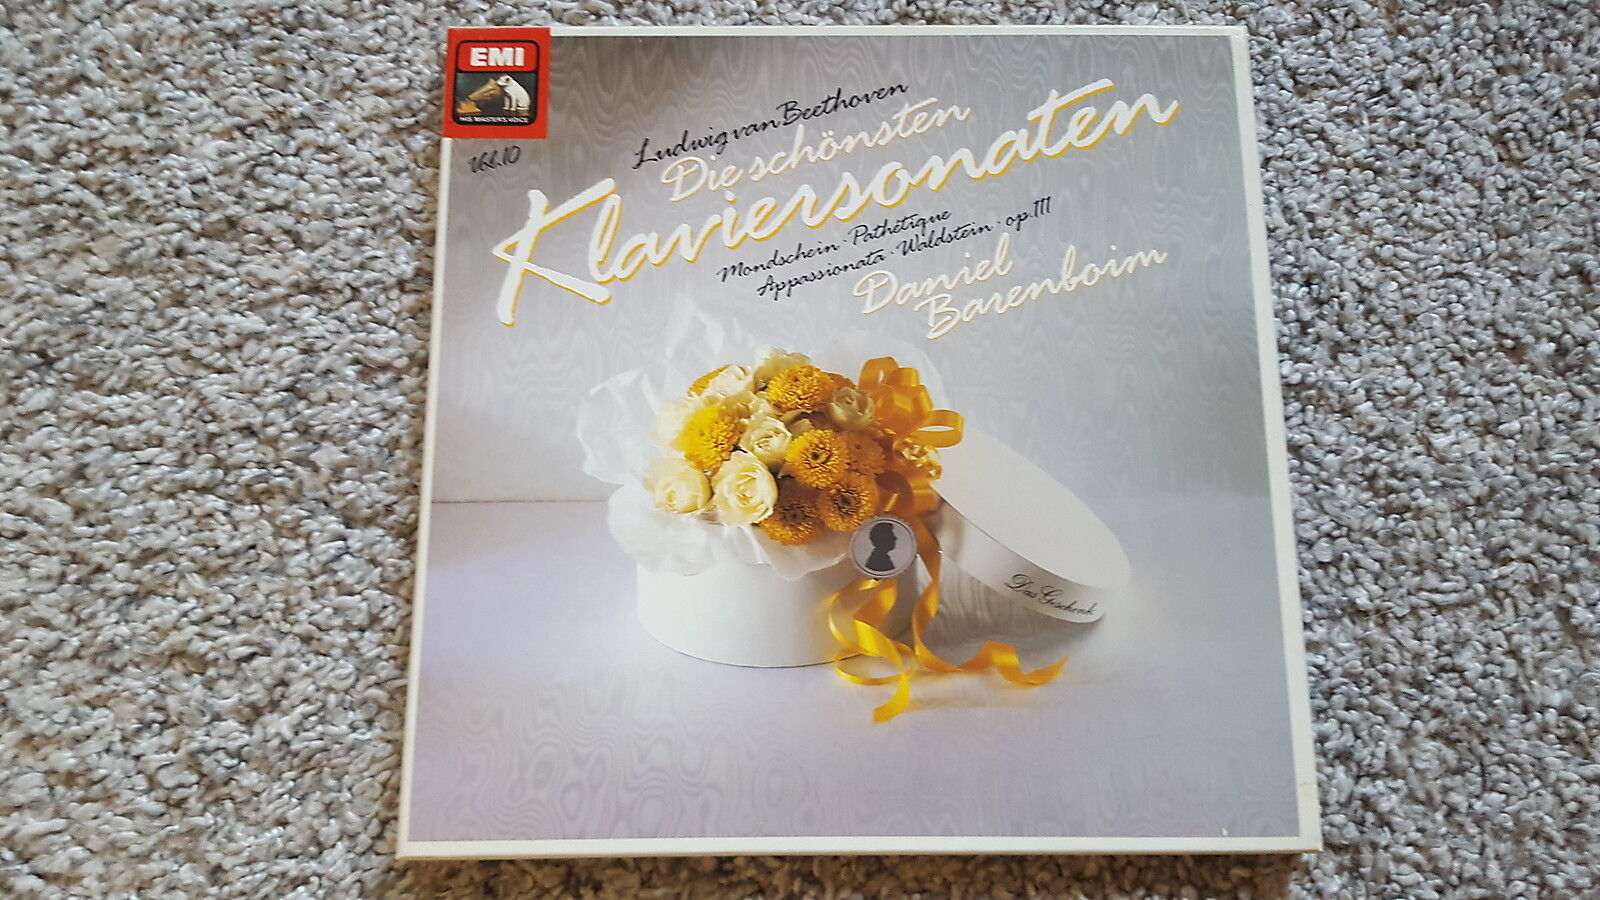 EMI
HIS MASTER'S VOICE
Vol.10
Ludwig van Beethoven
Die schönsten
Klaviersonaten
Mondschein · Pathétique
Appassionata · Waldstein · op.111
Daniel
Barenboim
Das Geschenk